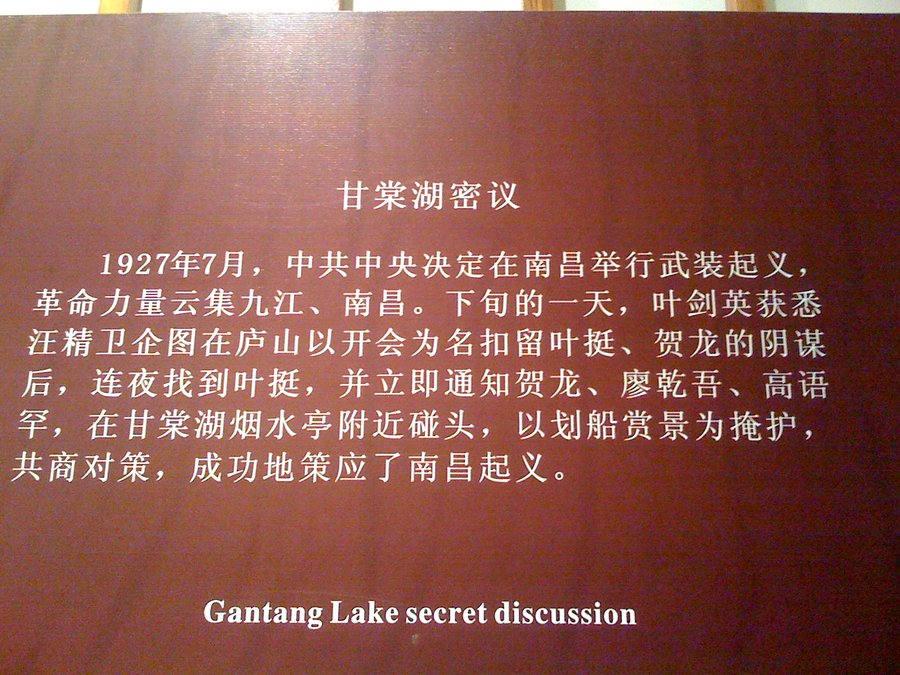 甘棠湖密议
1927年7月，中共中央决定在南昌举行武装起义，
革命力量云集九江、南昌。下旬的一天，叶剑英获悉
汪精卫企图在庐山以开会为名扣留叶挺、贺龙的阴谋
后，连夜找到叶挺，并立即通知贺龙、廖乾吾、高语
罕，在甘棠湖烟水亭附近碰头，以划船赏景为掩护，
共商对策，成功地策应了南昌起义。
Gantang Lake secret discussion